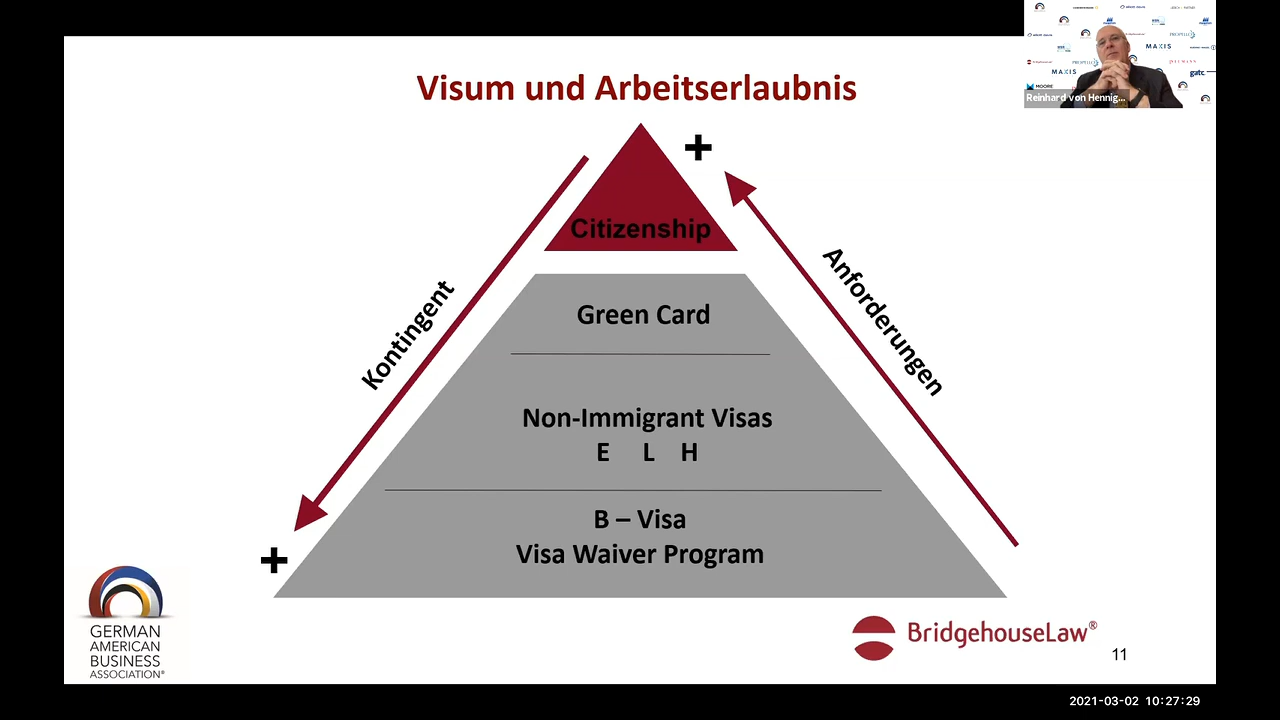 Visum und Arbeitserlaubnis
+
Citizenship
Kontingent
Anforderungen
Green Card
Non-Immigrant Visas
E L H
B – Visa
Visa Waiver Program
+
GERMAN
AMERICAN
BUSINESS
ASSOCIATION®
BridgehouseLaw®
11
MAXIS
MAXIS
gatc
MOORE
Reinhard von Hennig...
2021-03-02 10:27:29